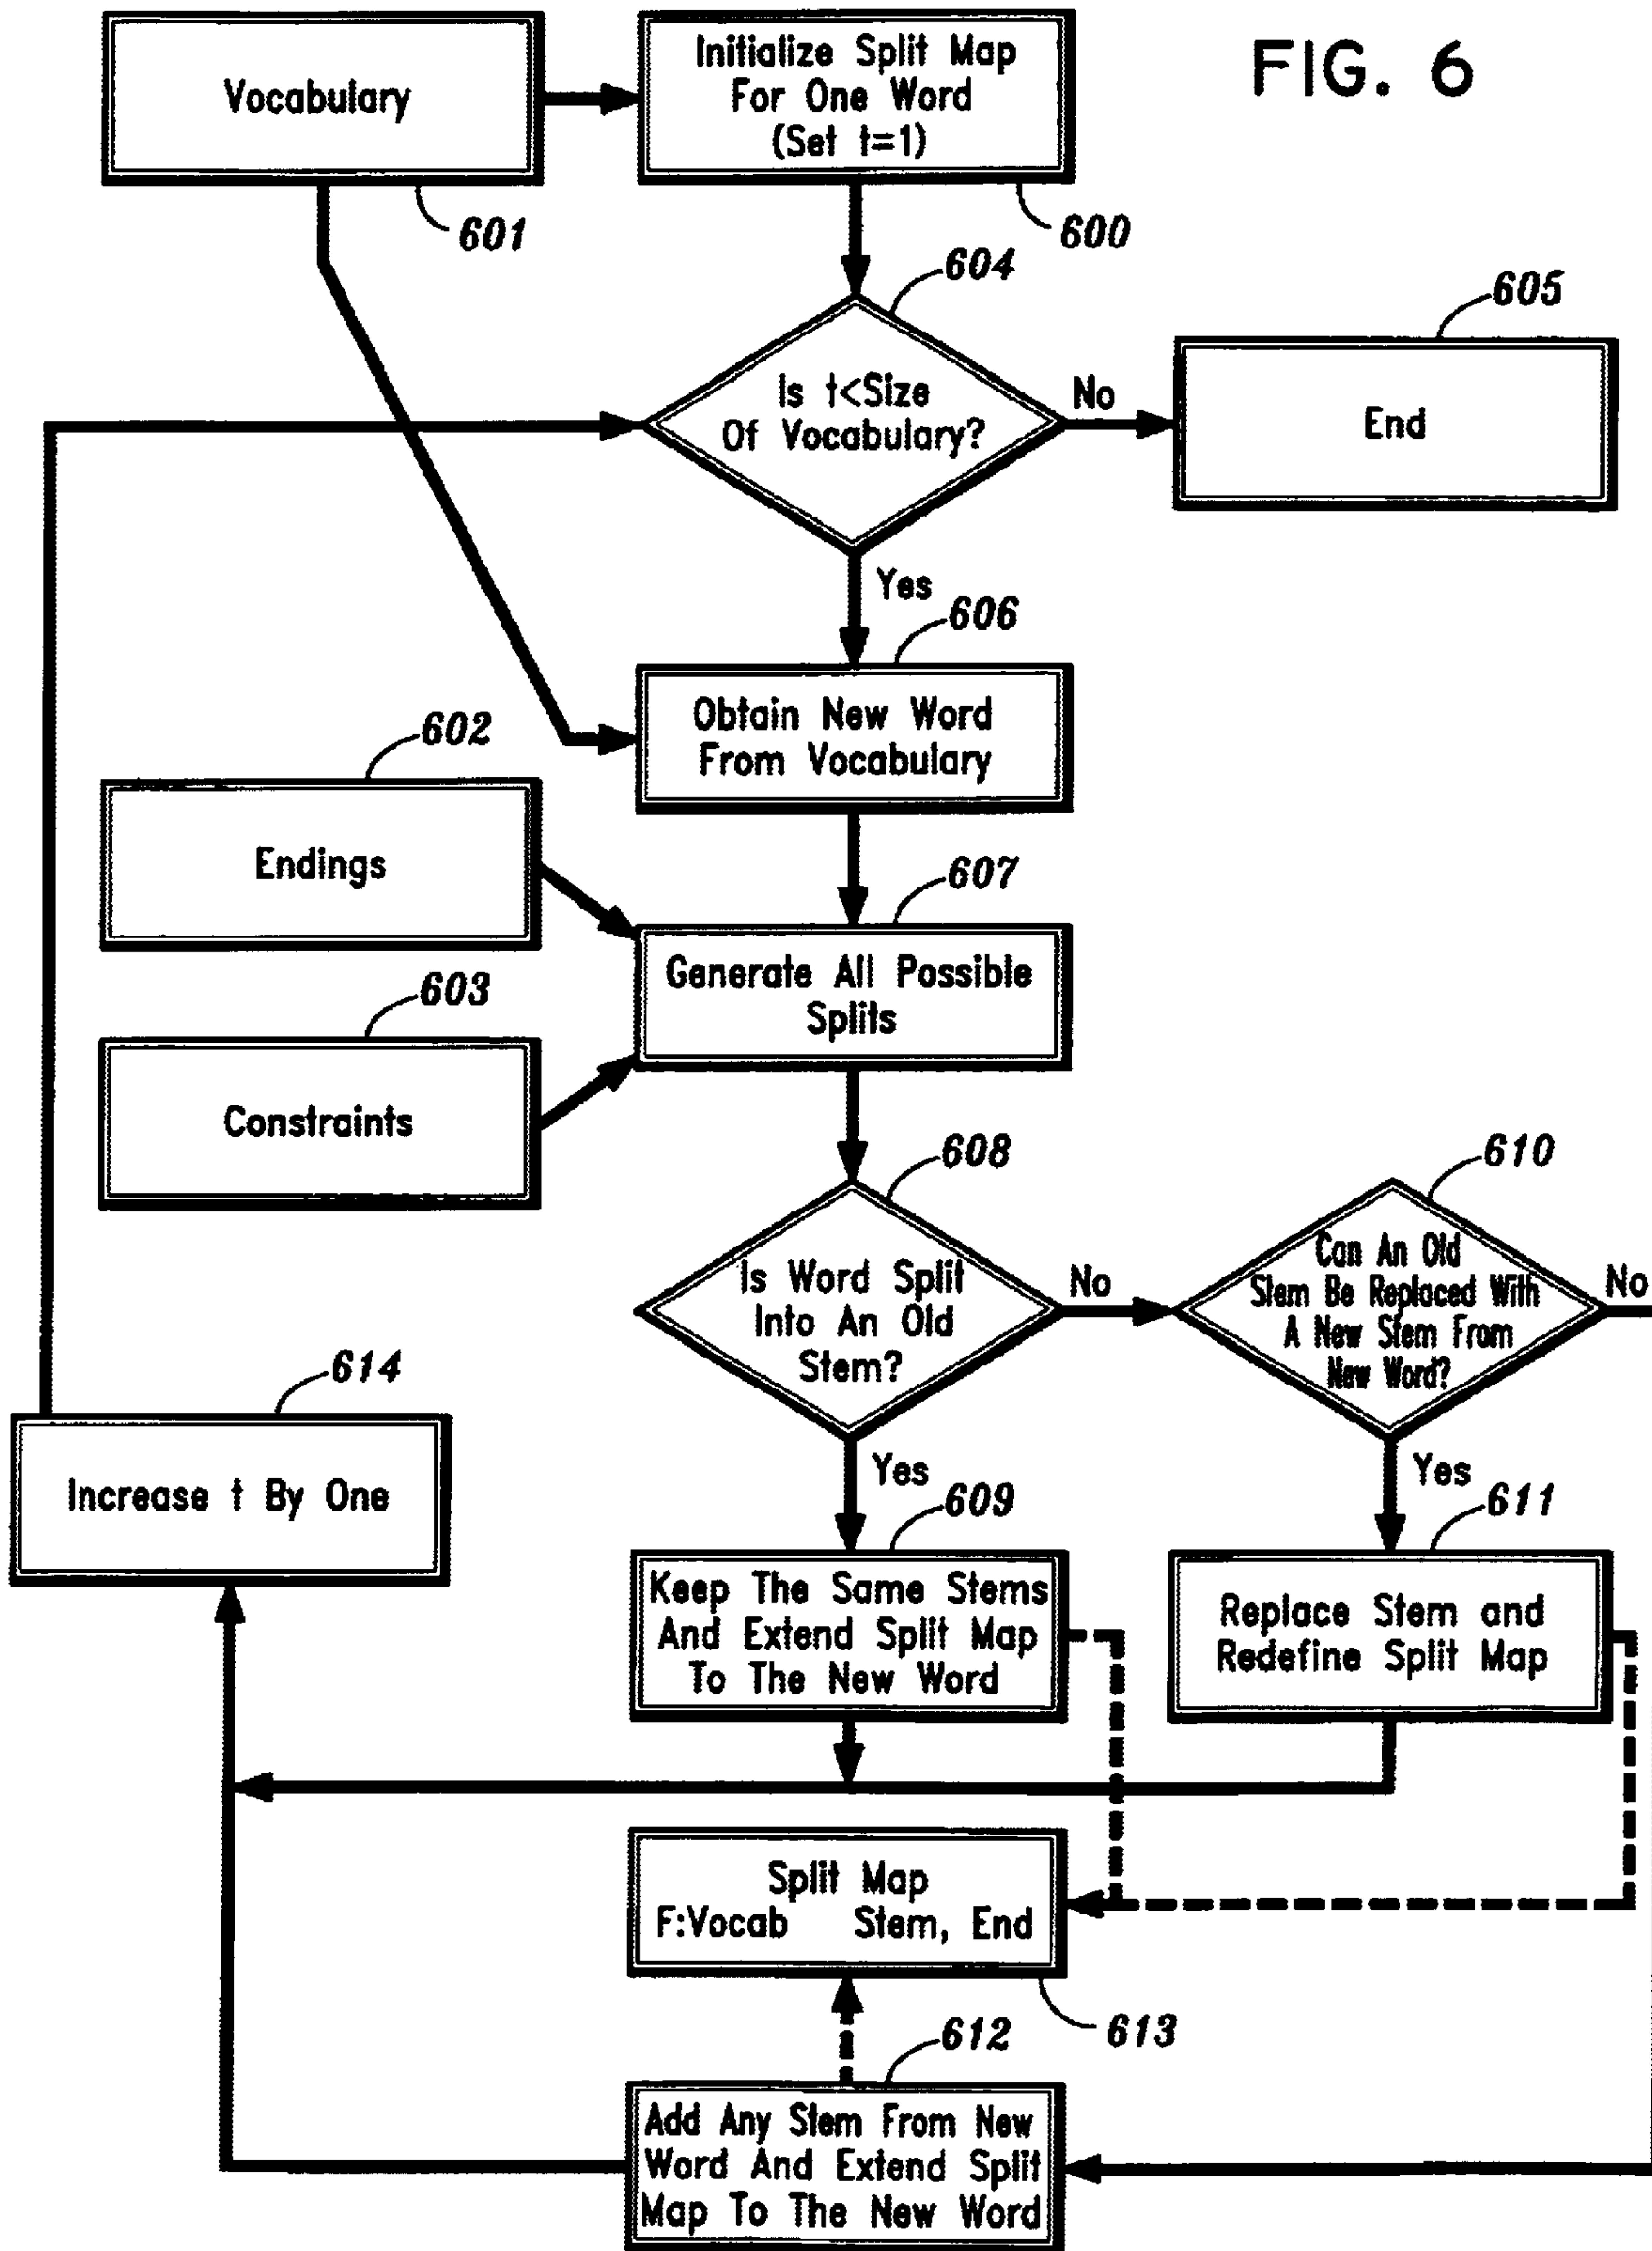 FIG. 6
Vocabulary
601
Initialize Split Map
For One Word
(Set t=1)
600
604
Is t<Size
Of Vocabulary?
No
605
End
Yes
606
Obtain New Word
From Vocabulary
602
Endings
607
Generate All Possible
Splits
603
Constraints
608
Is Word Split
Into An Old
Stem?
No
610
Can An Old
Stem Be Replaced With
A New Stem From
New Word?
No
614
Increase t By One
Yes
609
Keep The Same Stems
And Extend Split Map
To The New Word
Yes
611
Replace Stem and
Redefine Split Map
Split Map
F:Vocab Stem, End
613
612
Add Any Stem From New
Word And Extend Split
Map To The New Word